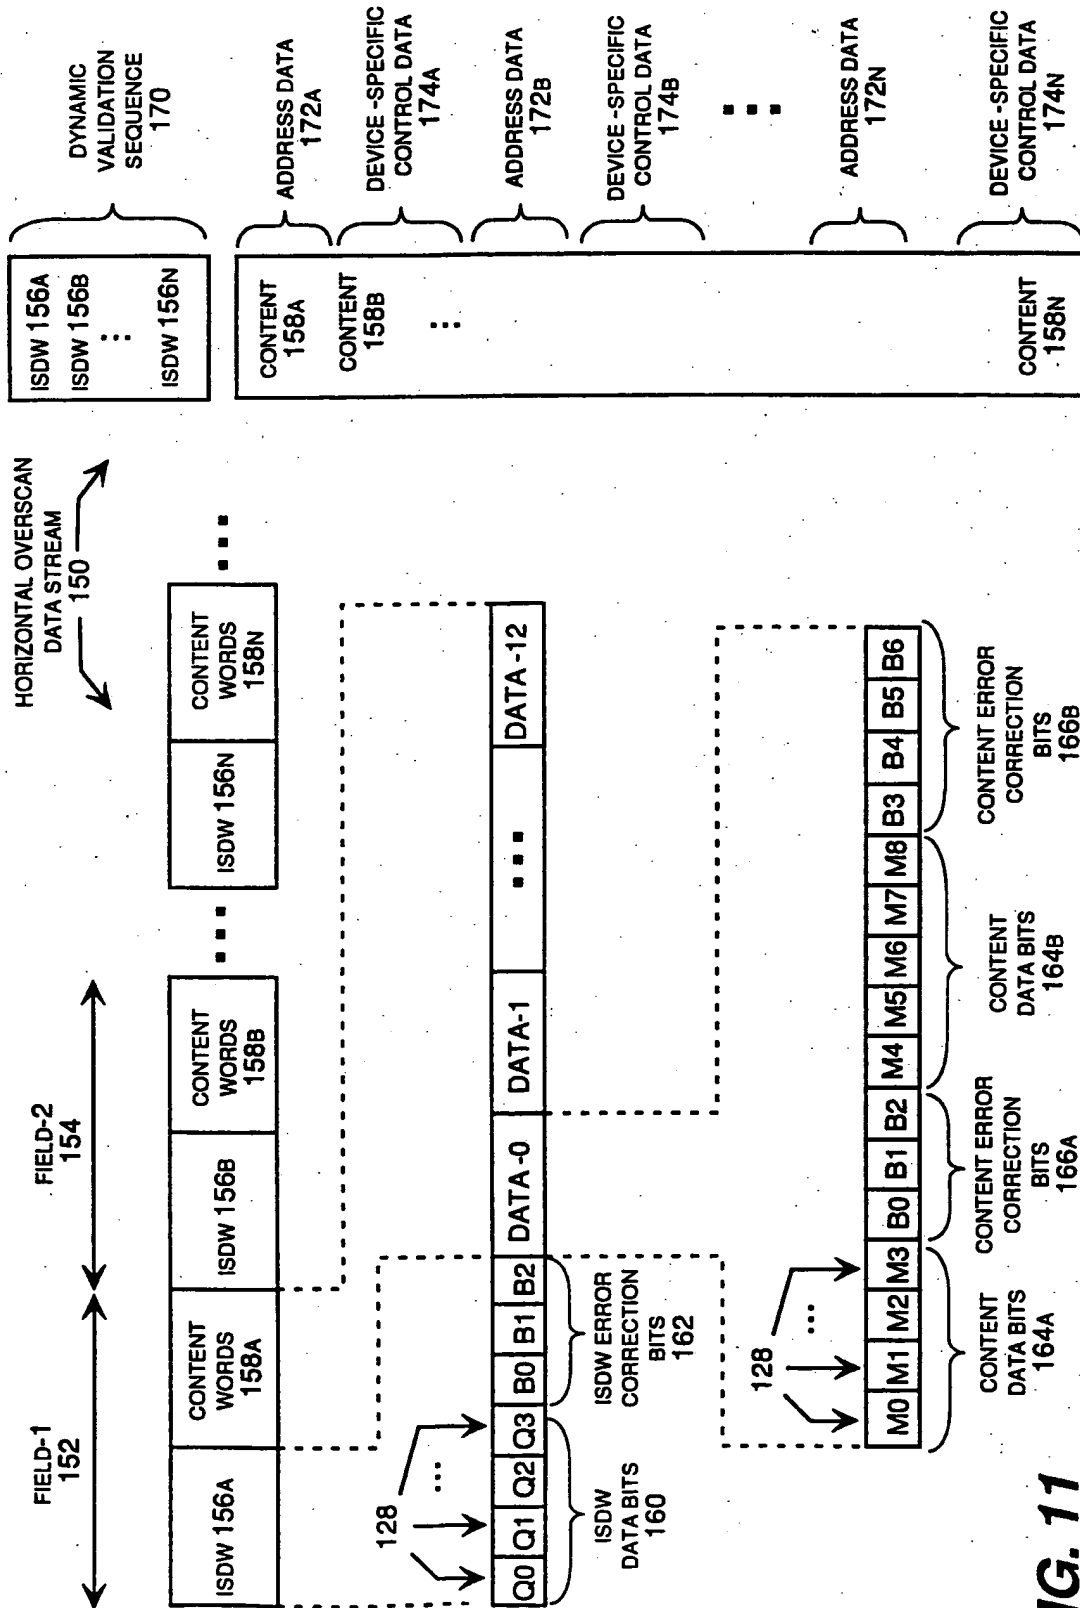 HORIZONTAL OVERSCAN
DATA STREAM
150
FIELD-1
152
FIELD-2
154
ISDW 156A
CONTENT
WORDS
158A
ISDW 156B
CONTENT
WORDS
158B
...
ISDW 156N
CONTENT
WORDS
158N
...
128
...
Q0 Q1 Q2 Q3 B0 B1 B2 DATA-0 DATA-1 ... DATA-12
ISDW
DATA BITS
160
ISDW ERROR
CORRECTION
BITS
162
128
...
M0 M1 M2 M3 B0 B1 B2 M4 M5 M6 M7 M8 B3 B4 B5 B6
CONTENT
DATA BITS
164A
CONTENT ERROR
CORRECTION
BITS
166A
CONTENT
DATA BITS
164B
CONTENT ERROR
CORRECTION
BITS
166B
ISDW 156A
ISDW 156B
...
ISDW 156N
DYNAMIC
VALIDATION
SEQUENCE
170
CONTENT
158A
CONTENT
158B
...
CONTENT
158N
ADDRESS DATA
172A
DEVICE-SPECIFIC
CONTROL DATA
174A
ADDRESS DATA
172B
DEVICE-SPECIFIC
CONTROL DATA
174B
...
ADDRESS DATA
172N
DEVICE-SPECIFIC
CONTROL DATA
174N
IG. 11